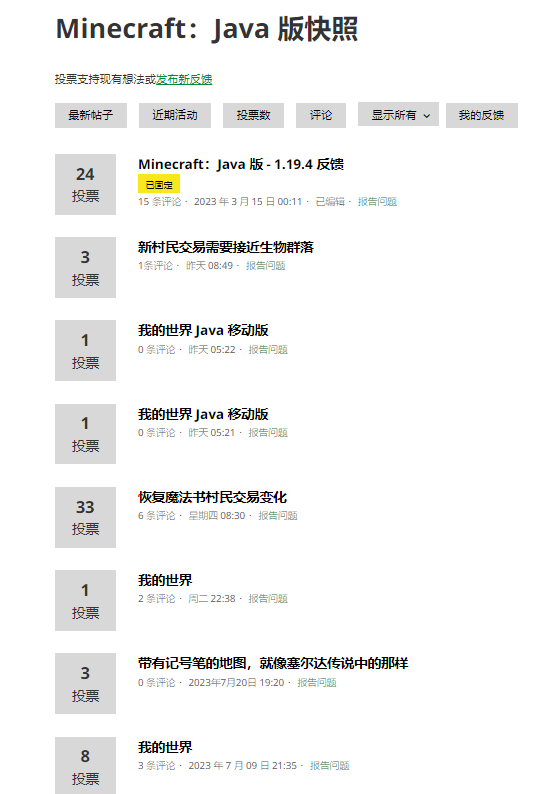 Minecraft：Java 版快照
投票支持现有想法或发布新反馈
最新帖子 近期活动 投票数 评论 显示所有 我的反馈
24
投票
Minecraft：Java 版 - 1.19.4 反馈
已固定
15 条评论 · 2023 年 3 月 15 日 00:11 · 已编辑 · 报告问题
3
投票
新村民交易需要接近生物群落
1条评论 · 昨天 08:49 · 报告问题
1
投票
我的世界 Java 移动版
0 条评论 · 昨天 05:22 · 报告问题
1
投票
我的世界 Java 移动版
0 条评论 · 昨天 05:21 · 报告问题
33
投票
恢复魔法书村民交易变化
6 条评论 · 星期四 08:30 · 报告问题
1
投票
我的世界
2 条评论 · 周二 22:38 · 报告问题
3
投票
带有记号笔的地图，就像塞尔达传说中的那样
0 条评论 · 2023年7月20日 19:20 · 报告问题
8
投票
我的世界
3 条评论 · 2023 年 7 月 09 日 21:35 · 报告问题